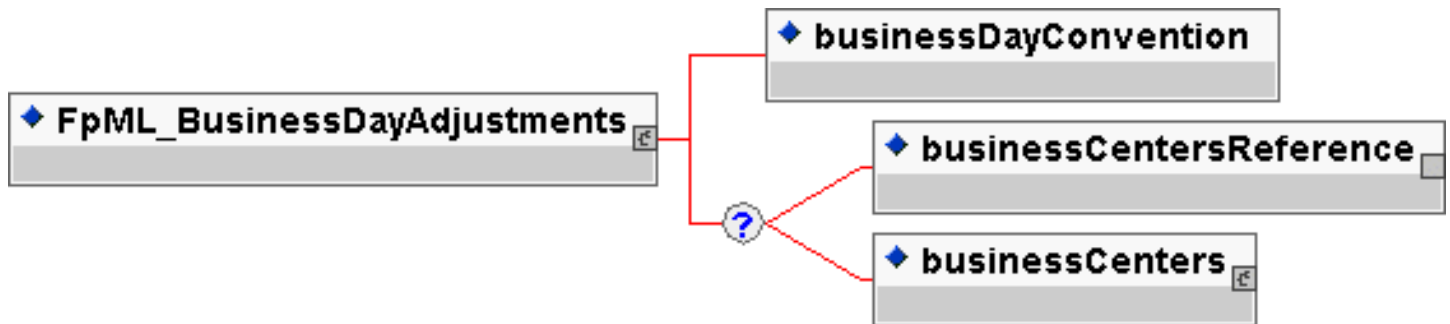 businessDayConvention
FpML_BusinessDayAdjustments
businessCentersReference
?
businessCenters